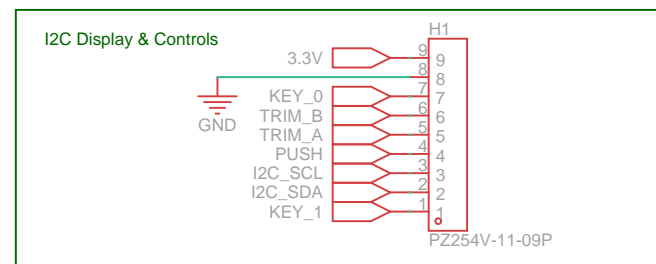 H1
I2C Display & Controls
3.3V 9 9
8 8
KEY_0 7 7
GND TRIM_B 6 6
TRIM_A 5 5
PUSH 4 4
I2C_SCL 3 3
I2C_SDA 2 2
KEY_1 1 1
PZ254V-11-09P